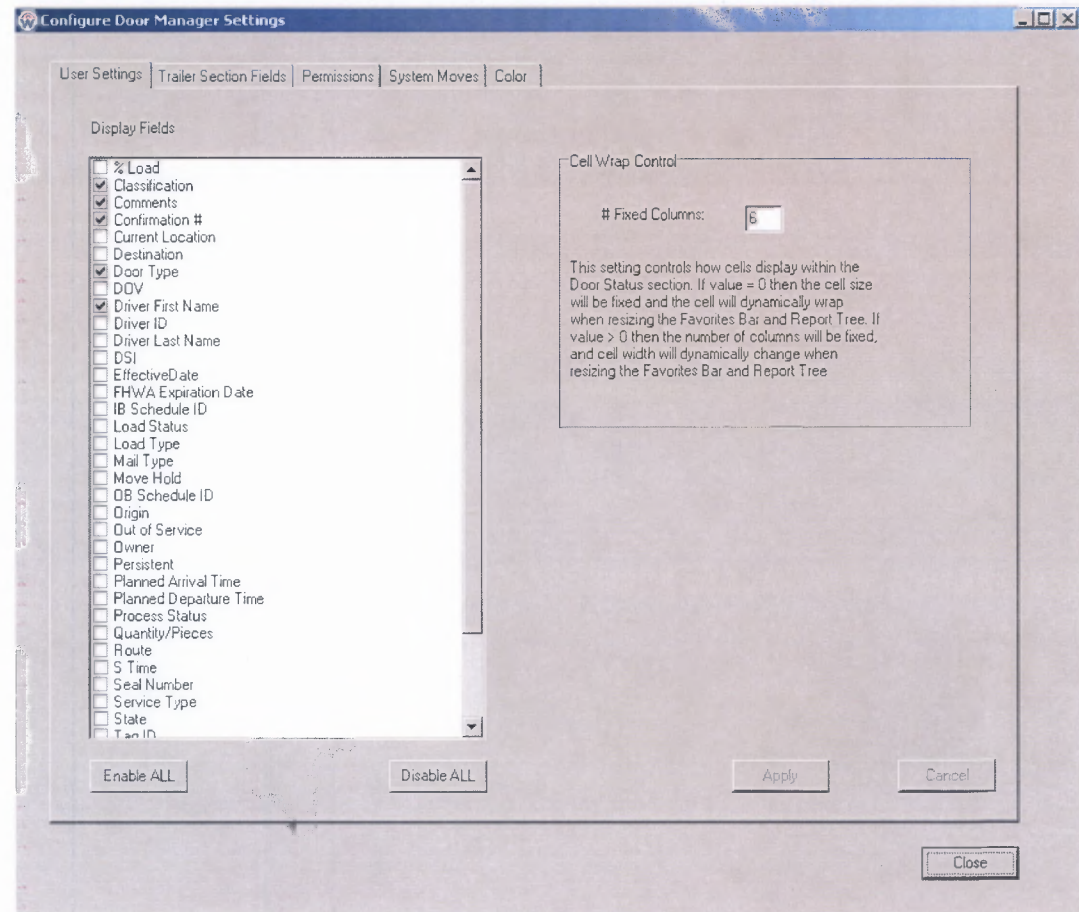 Configure Door Manager Settings
User Settings
Trailer Section Fields
Permissions
System Moves
Color
Display Fields
% Load
Classification
Comments
Confirmation #
Current Location
Destination
Door Type
DOV
Driver First Name
Driver ID
Driver Last Name
DSI
EffectiveDate
FHWA Expiration Date
IB Schedule ID
Load Status
Load Type
Mail Type
Move Hold
OB Schedule ID
Origin
Out of Service
Owner
Persistent
Planned Arrival Time
Planned Departure Time
Process Status
Quantity/Pieces
Route
S Time
Seal Number
Service Type
State
Tag ID
Enable ALL
Disable ALL
Cell Wrap Control
# Fixed Columns:
6
This setting controls how cells display within the
Door Status section. If value = 0 then the cell size
will be fixed and the cell will dynamically wrap
when resizing the Favorites Bar and Report Tree. If
value > 0 then the number of columns will be fixed,
and cell width will dynamically change when
resizing the Favorites Bar and Report Tree
Apply
Cancel
Close